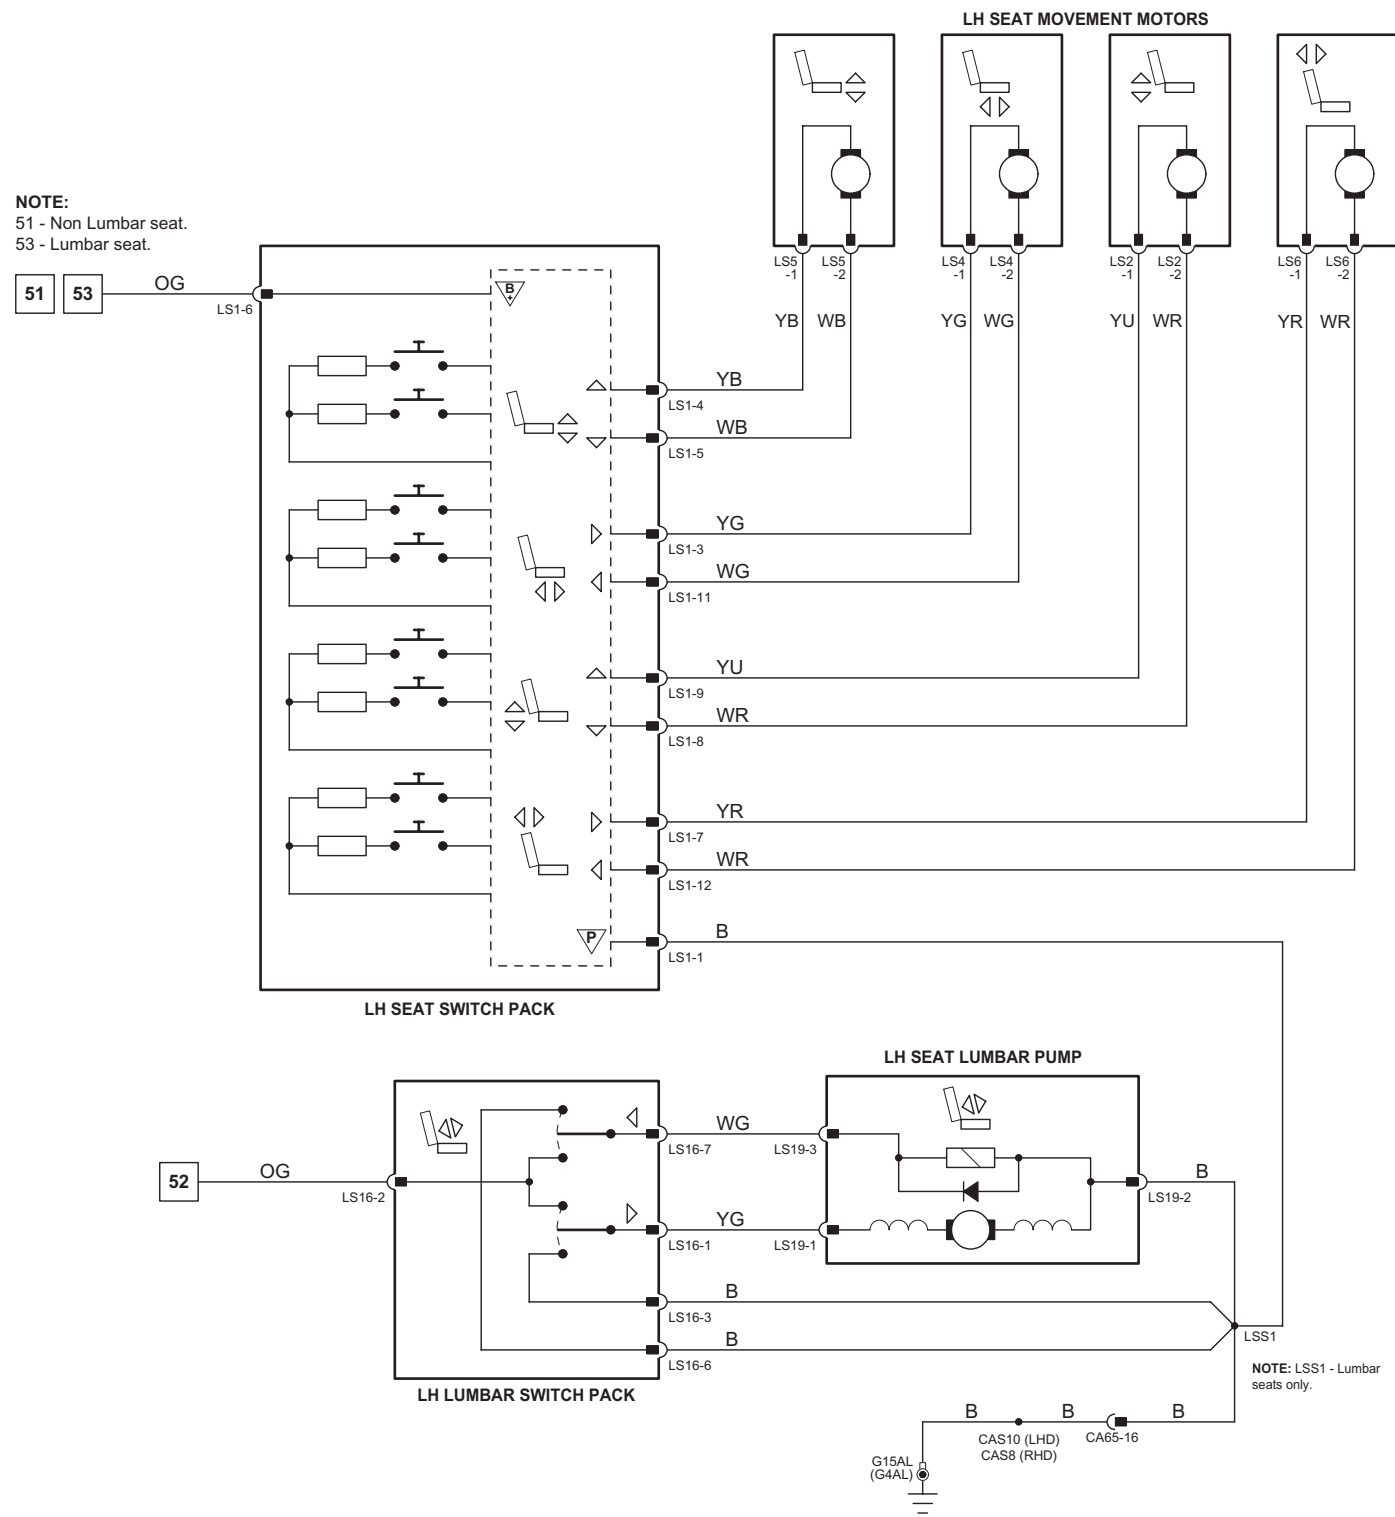 LH SEAT MOVEMENT MOTORS
NOTE:
51 - Non Lumbar seat.
53 - Lumbar seat.
51 53 OG
LS1-6
B
+
LS5
-1
LS5
-2
LS4
-1
LS4
-2
LS2
-1
LS2
-2
LS6
-1
LS6
-2
YB WB YG WG YU WR YR WR
YB
LS1-4
WB
LS1-5
YG
LS1-3
WG
LS1-11
YU
LS1-9
WR
LS1-8
YR
LS1-7
WR
LS1-12
P
B
LS1-1
LH SEAT SWITCH PACK
LH SEAT LUMBAR PUMP
52 OG
LS16-2
WG
LS16-7 LS19-3
YG
LS16-1 LS19-1
B
LS19-2
B
LS16-3
B
LS16-6
LSS1
NOTE: LSS1 - Lumbar
seats only.
LH LUMBAR SWITCH PACK
B B B
CAS10 (LHD)
CAS8 (RHD)
CA65-16
G15AL
(G4AL)